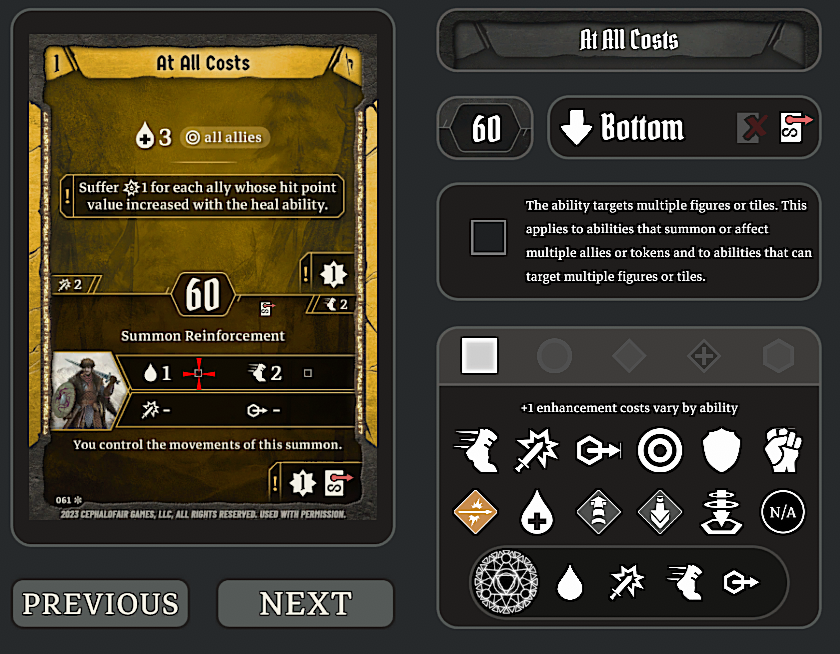 1
At All Costs
3 all allies
Suffer 1 for each ally whose hit point
value increased with the heal ability.
! 1
2
60
2
Summon Reinforcement
1 2
- -
You control the movements of this summon.
! 1
061
2023 CEPHALOFAIR GAMES, LLC, ALL RIGHTS RESERVED. USED WITH PERMISSION.
PREVIOUS
NEXT
At All Costs
60
Bottom
The ability targets multiple figures or tiles. This
applies to abilities that summon or affect
multiple allies or tokens and to abilities that can
target multiple figures or tiles.
+1 enhancement costs vary by ability
N/A